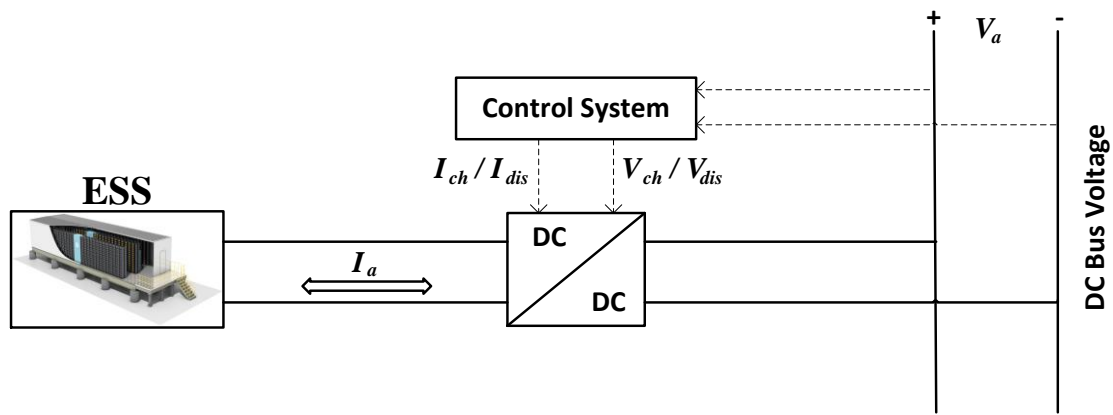 + V_a -
Control System
I_ch / I_dis V_ch / V_dis
ESS
DC
I_a
DC
DC Bus Voltage